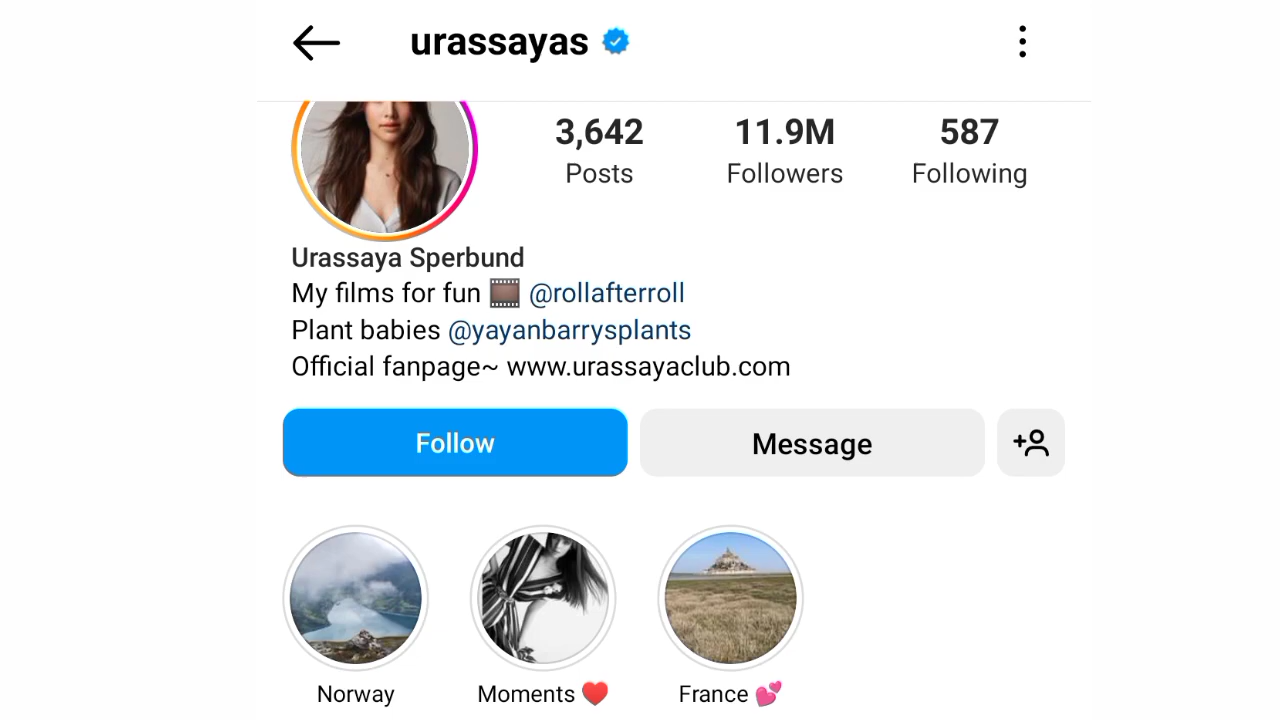 urassayas
3,642 11.9M 587
Posts Followers Following
Urassaya Sperbund
My films for fun 🎞️ @rollafterroll
Plant babies @yayanbarrysplants
Official fanpage~ www.urassayaclub.com
Follow Message
Norway Moments ❤️ France 💕